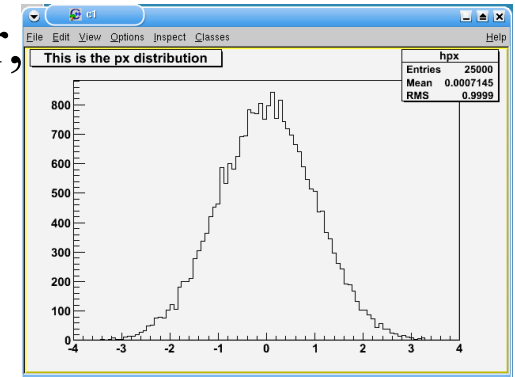 c1
File Edit View Options Inspect Classes Help
This is the px distribution
hpx
Entries 25000
Mean 0.0007145
RMS 0.9999
800
700
600
500
400
300
200
100
0
-4 -3 -2 -1 0 1 2 3 4